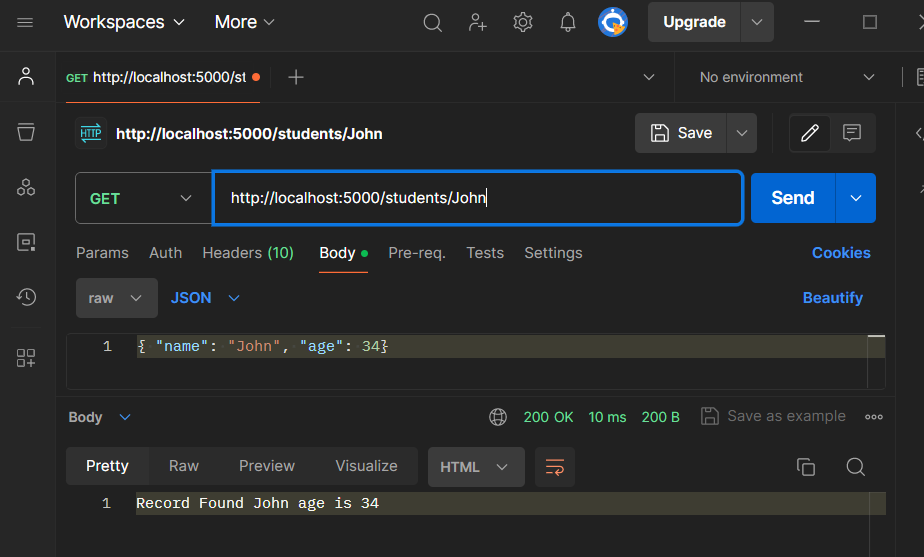 Workspaces More Upgrade
GET http://localhost:5000/st No environment
HTTP http://localhost:5000/students/John Save
GET http://localhost:5000/students/John Send
Params Auth Headers (10) Body Pre-req. Tests Settings Cookies
raw JSON Beautify
1 { "name": "John", "age": 34}
Body 200 OK 10 ms 200 B Save as example
Pretty Raw Preview Visualize HTML
1 Record Found John age is 34